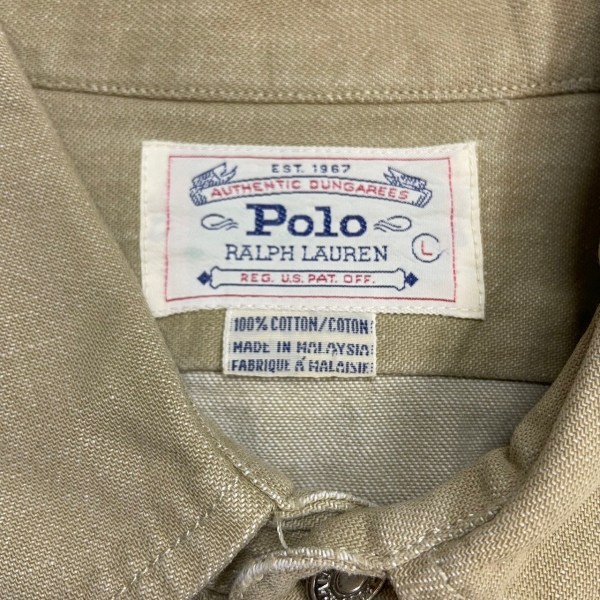 EST. 1967
AUTHENTIC DUNGAREES
Polo
RALPH LAUREN L
REG. U.S. PAT. OFF.
100% COTTON/COTON
MADE IN MALAYSIA
FABRIQUE A' MALAISIE